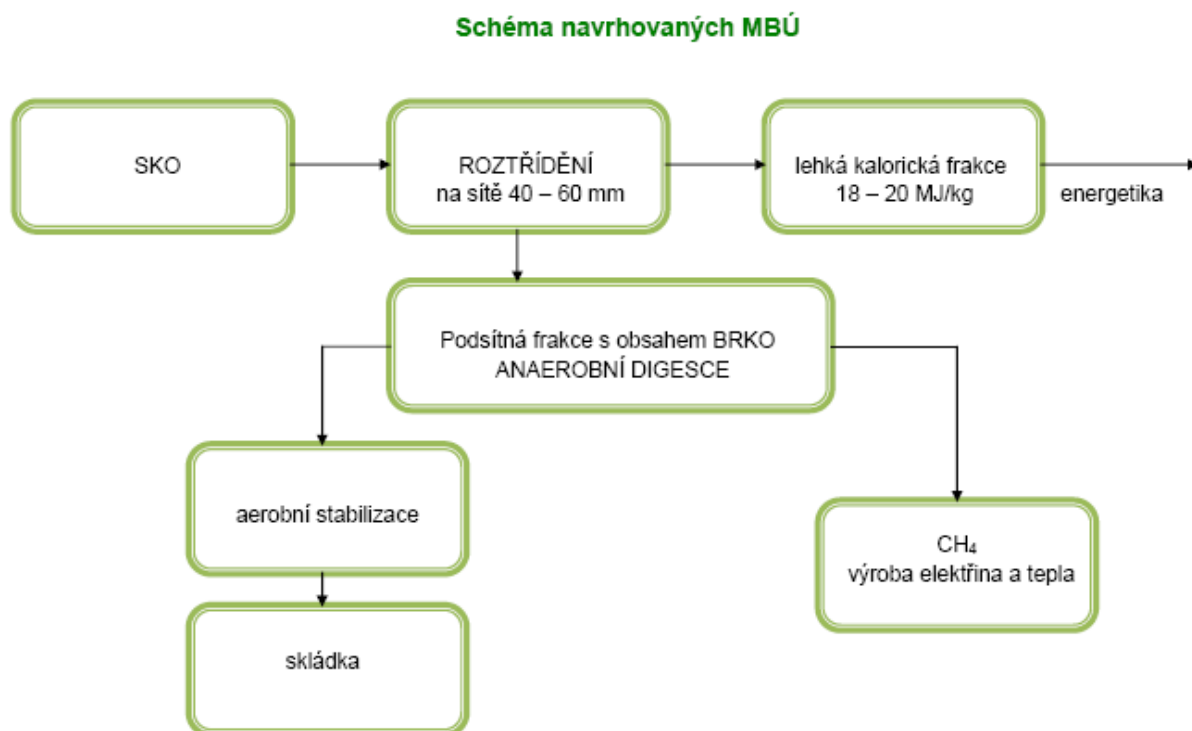 Schéma navrhovaných MBÚ
SKO
ROZTŘÍDĚNÍ
na sítě 40 – 60 mm
lehká kalorická frakce
18 – 20 MJ/kg
energetika
Podsítná frakce s obsahem BRKO
ANAEROBNÍ DIGESCE
aerobní stabilizace
CH₄
výroba elektřina a tepla
skládka